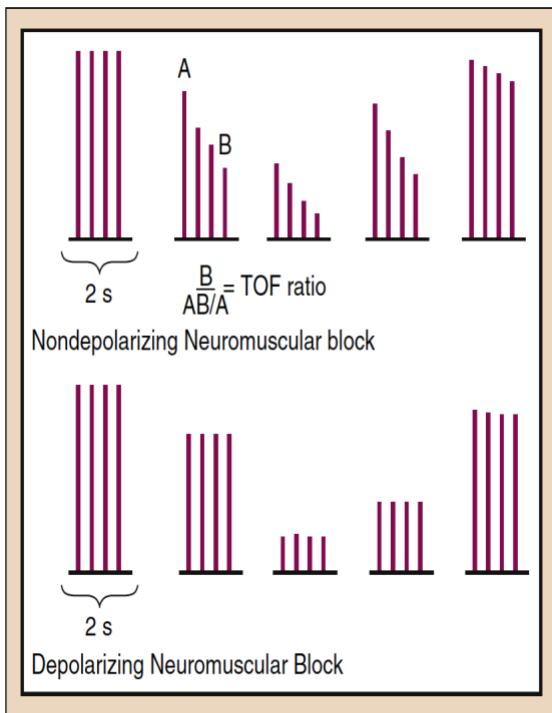 A
B
2 s
B
AB/A = TOF ratio
Nondepolarizing Neuromuscular block
2 s
Depolarizing Neuromuscular Block